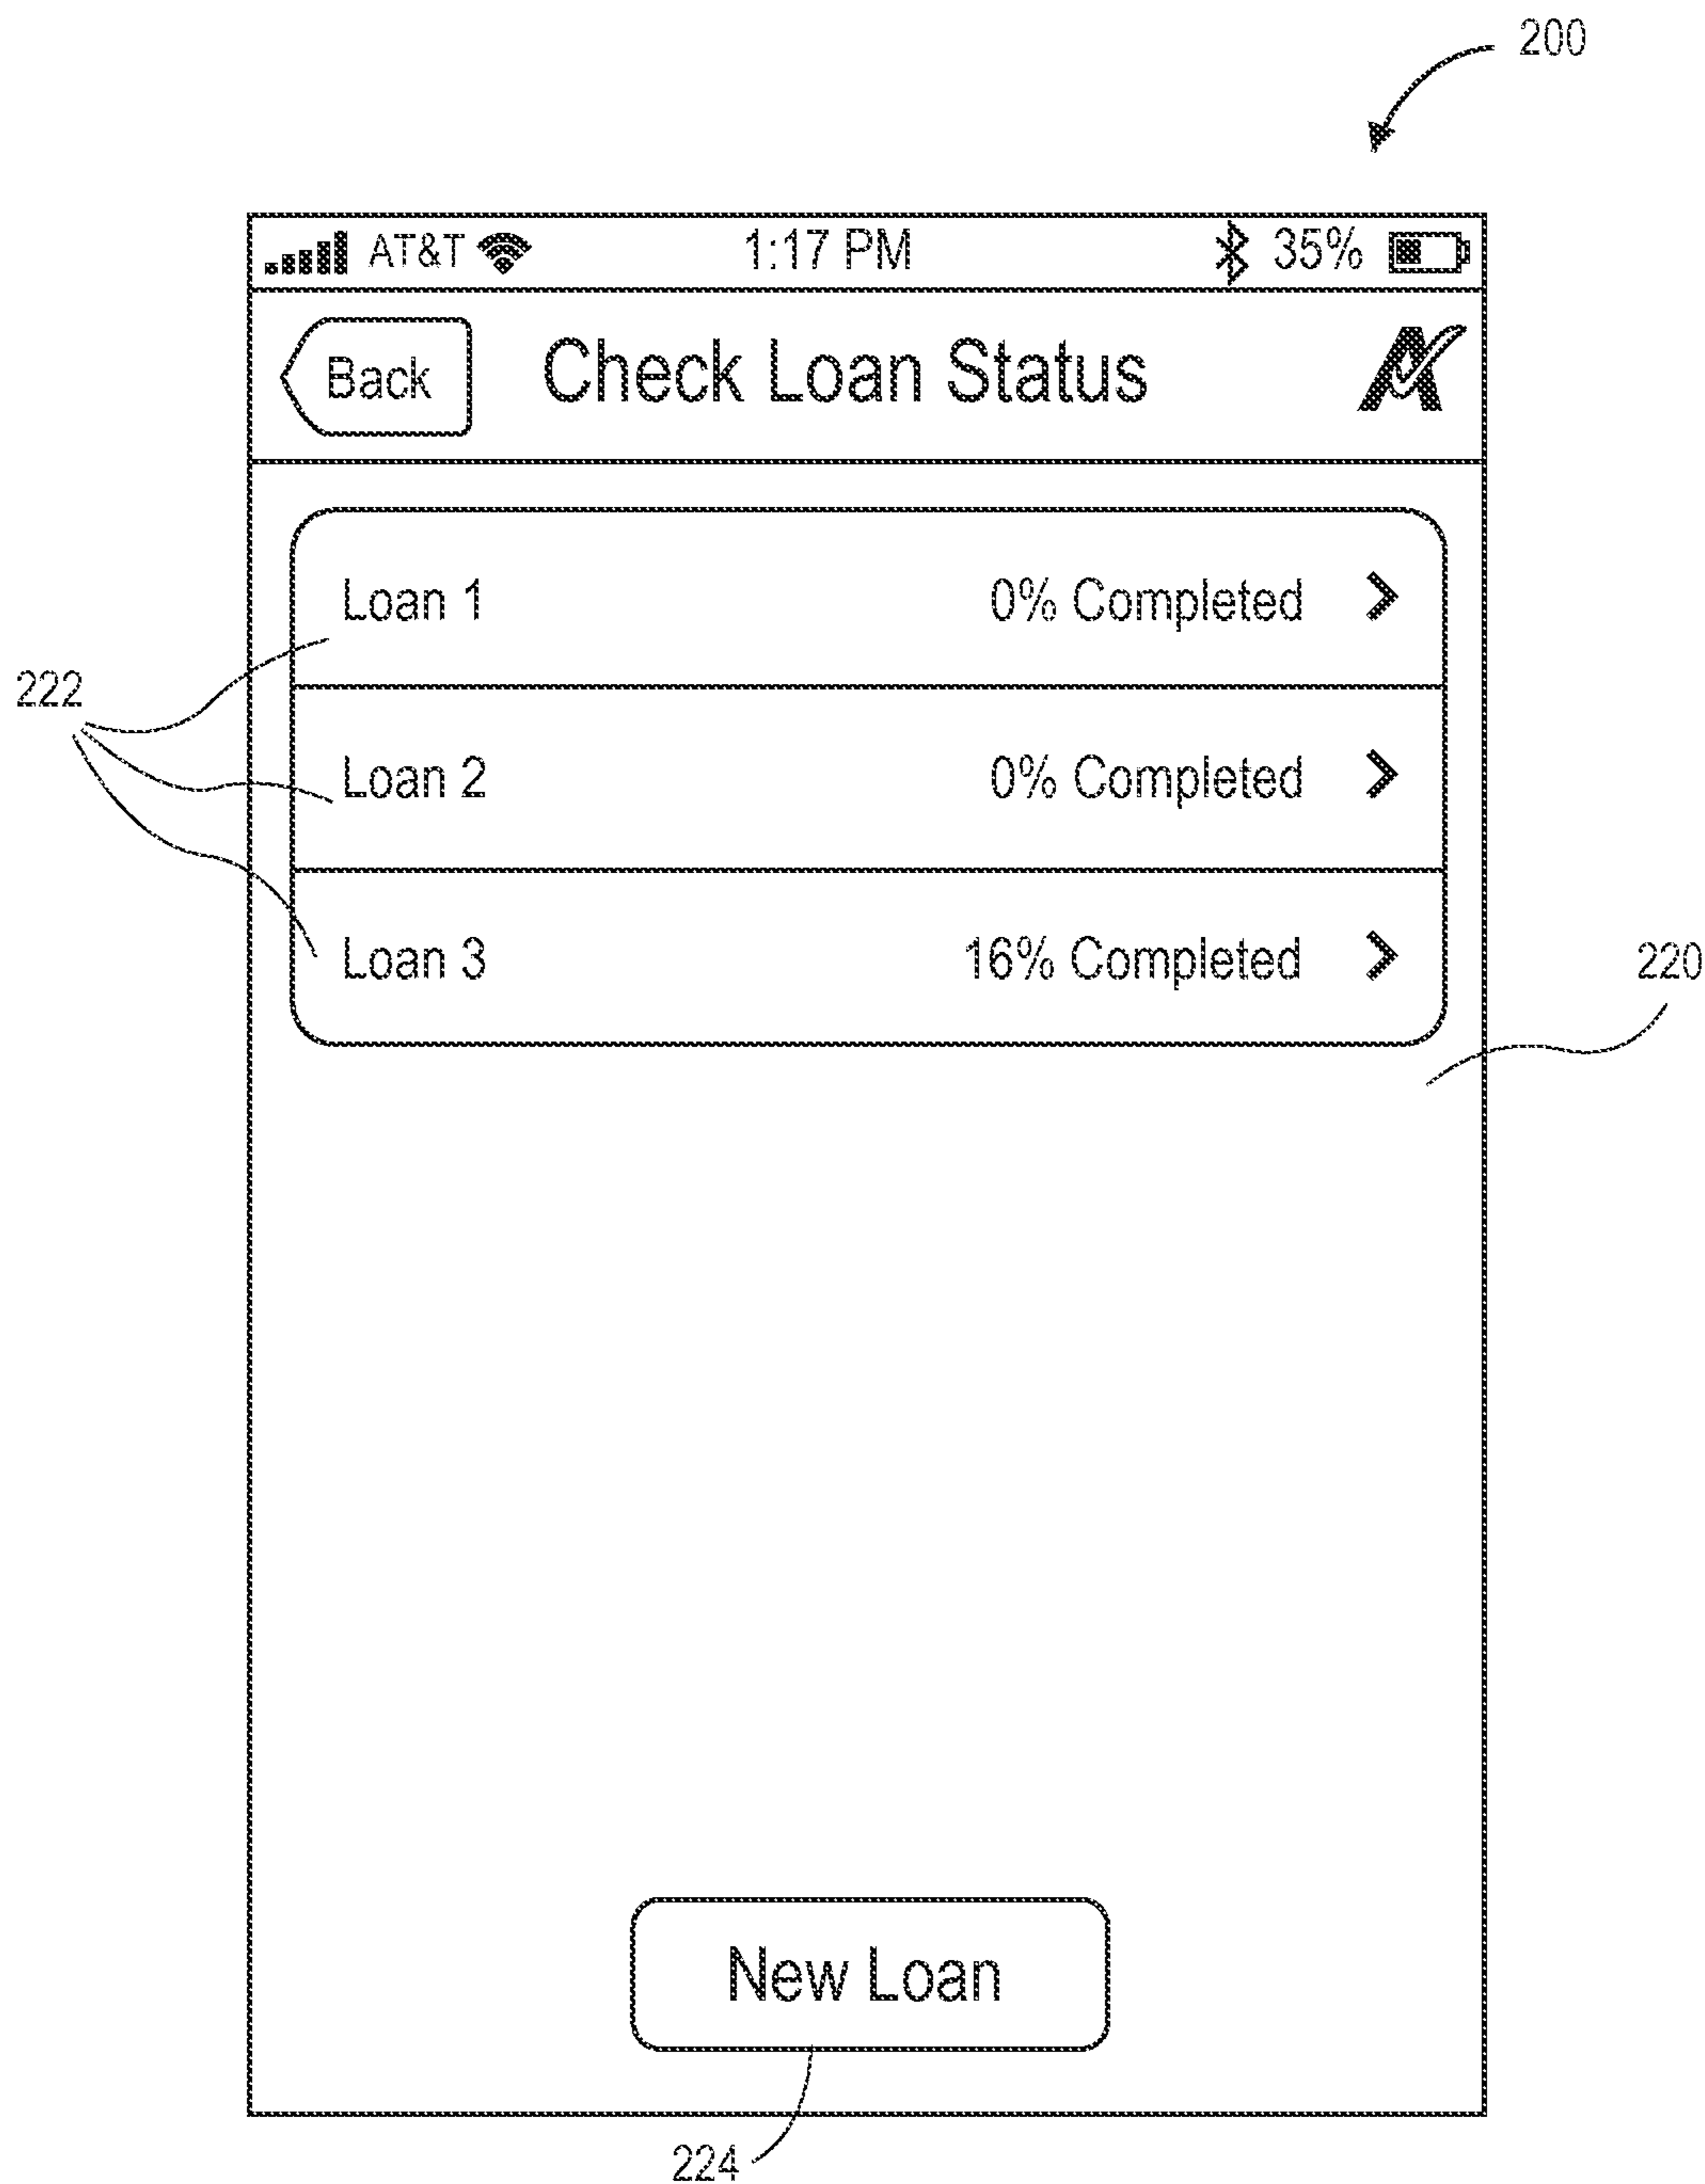 200
AT&T 1:17 PM 35%
Back Check Loan Status
Loan 1 0% Completed >
222
Loan 2 0% Completed >
Loan 3 16% Completed >
220
New Loan
224